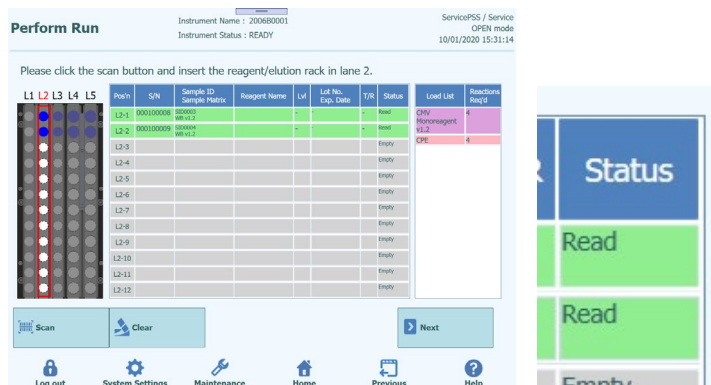 Perform Run
Instrument Name : 2006B0001
Instrument Status : READY
ServicePSS / Service
OPEN mode
10/01/2020 15:31:14
Please click the scan button and insert the reagent/elution rack in lane 2.
L1 L2 L3 L4 L5
Pos'n S/N Sample ID Sample Matrix Reagent Name Lvl Lot No. Exp. Date T/R Status
L2-1 000100008 SID0003 WB v1.2 - - - Read
L2-2 000100009 SID0004 WB v1.2 - - - Read
L2-3 Empty
L2-4 Empty
L2-5 Empty
L2-6 Empty
L2-7 Empty
L2-8 Empty
L2-9 Empty
L2-10 Empty
L2-11 Empty
L2-12 Empty
Load List Reactions Req'd
CMV Monoreagent v1.2 4
CPE 4
Scan
Clear
Next
Log out
System Settings
Maintenance
Home
Previous
Help
Status
Read
Read
Empty